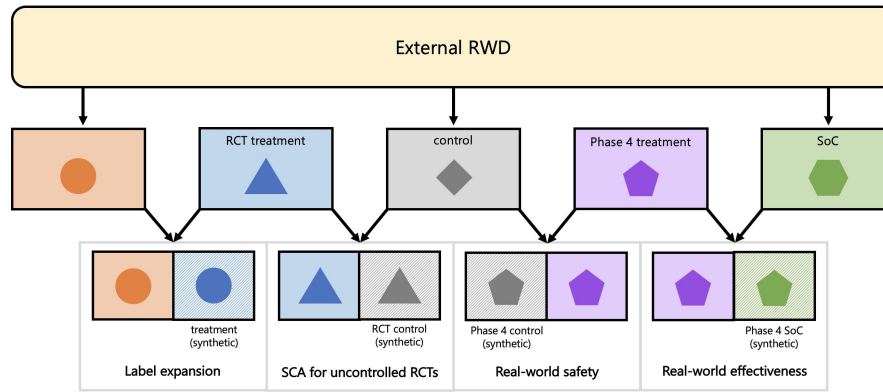 External RWD
RCT treatment
control
Phase 4 treatment
SoC
treatment
(synthetic)
RCT control
(synthetic)
Phase 4 control
(synthetic)
Phase 4 SoC
(synthetic)
Label expansion
SCA for uncontrolled RCTs
Real-world safety
Real-world effectiveness